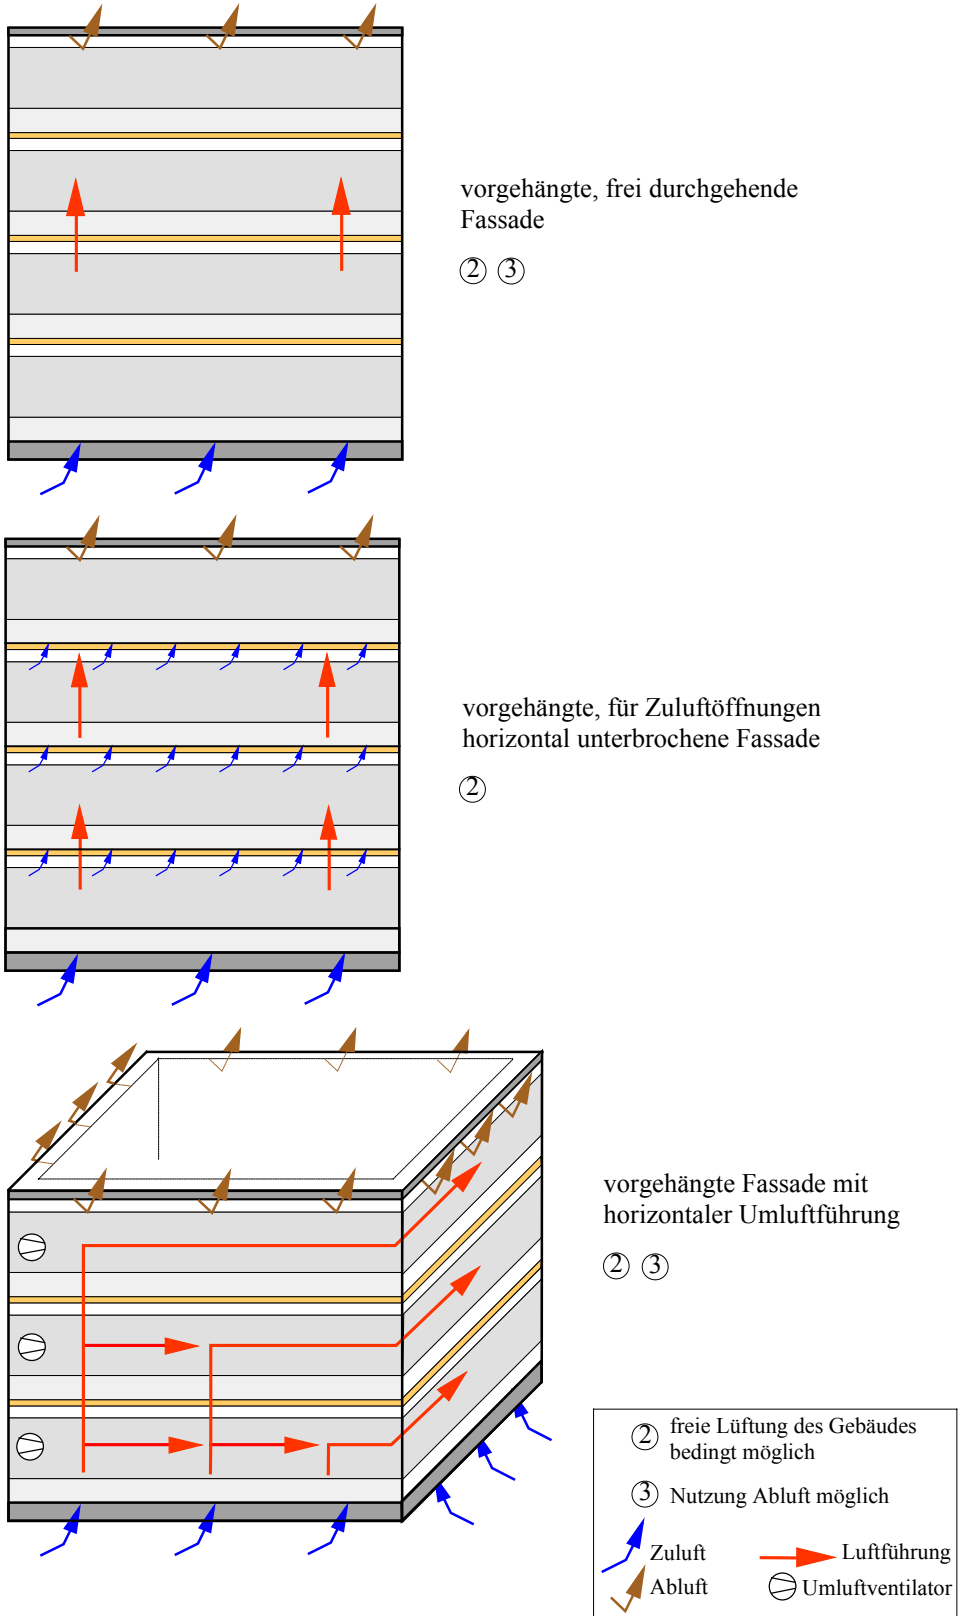 vorgehängte, frei durchgehende
Fassade
② ③
vorgehängte, für Zuluftöffnungen
horizontal unterbrochene Fassade
②
vorgehängte Fassade mit
horizontaler Umluftführung
② ③
② freie Lüftung des Gebäudes
bedingt möglich
③ Nutzung Abluft möglich
Zuluft Luftführung
Abluft Umluftventilator